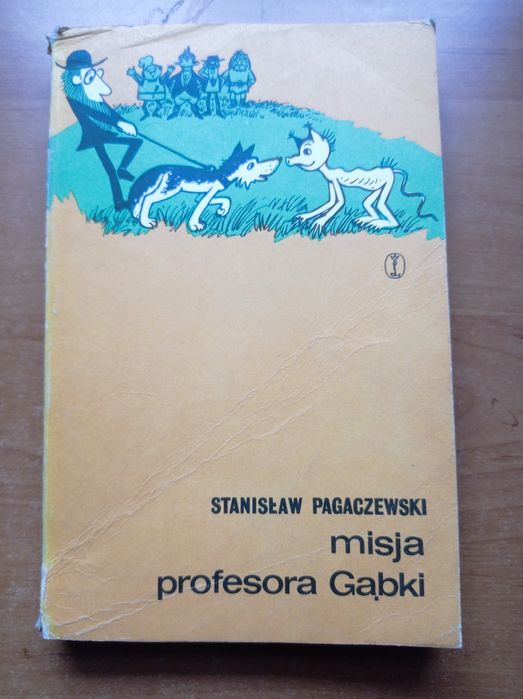 STANISŁAW PAGACZEWSKI
misja
profesora Gąbki